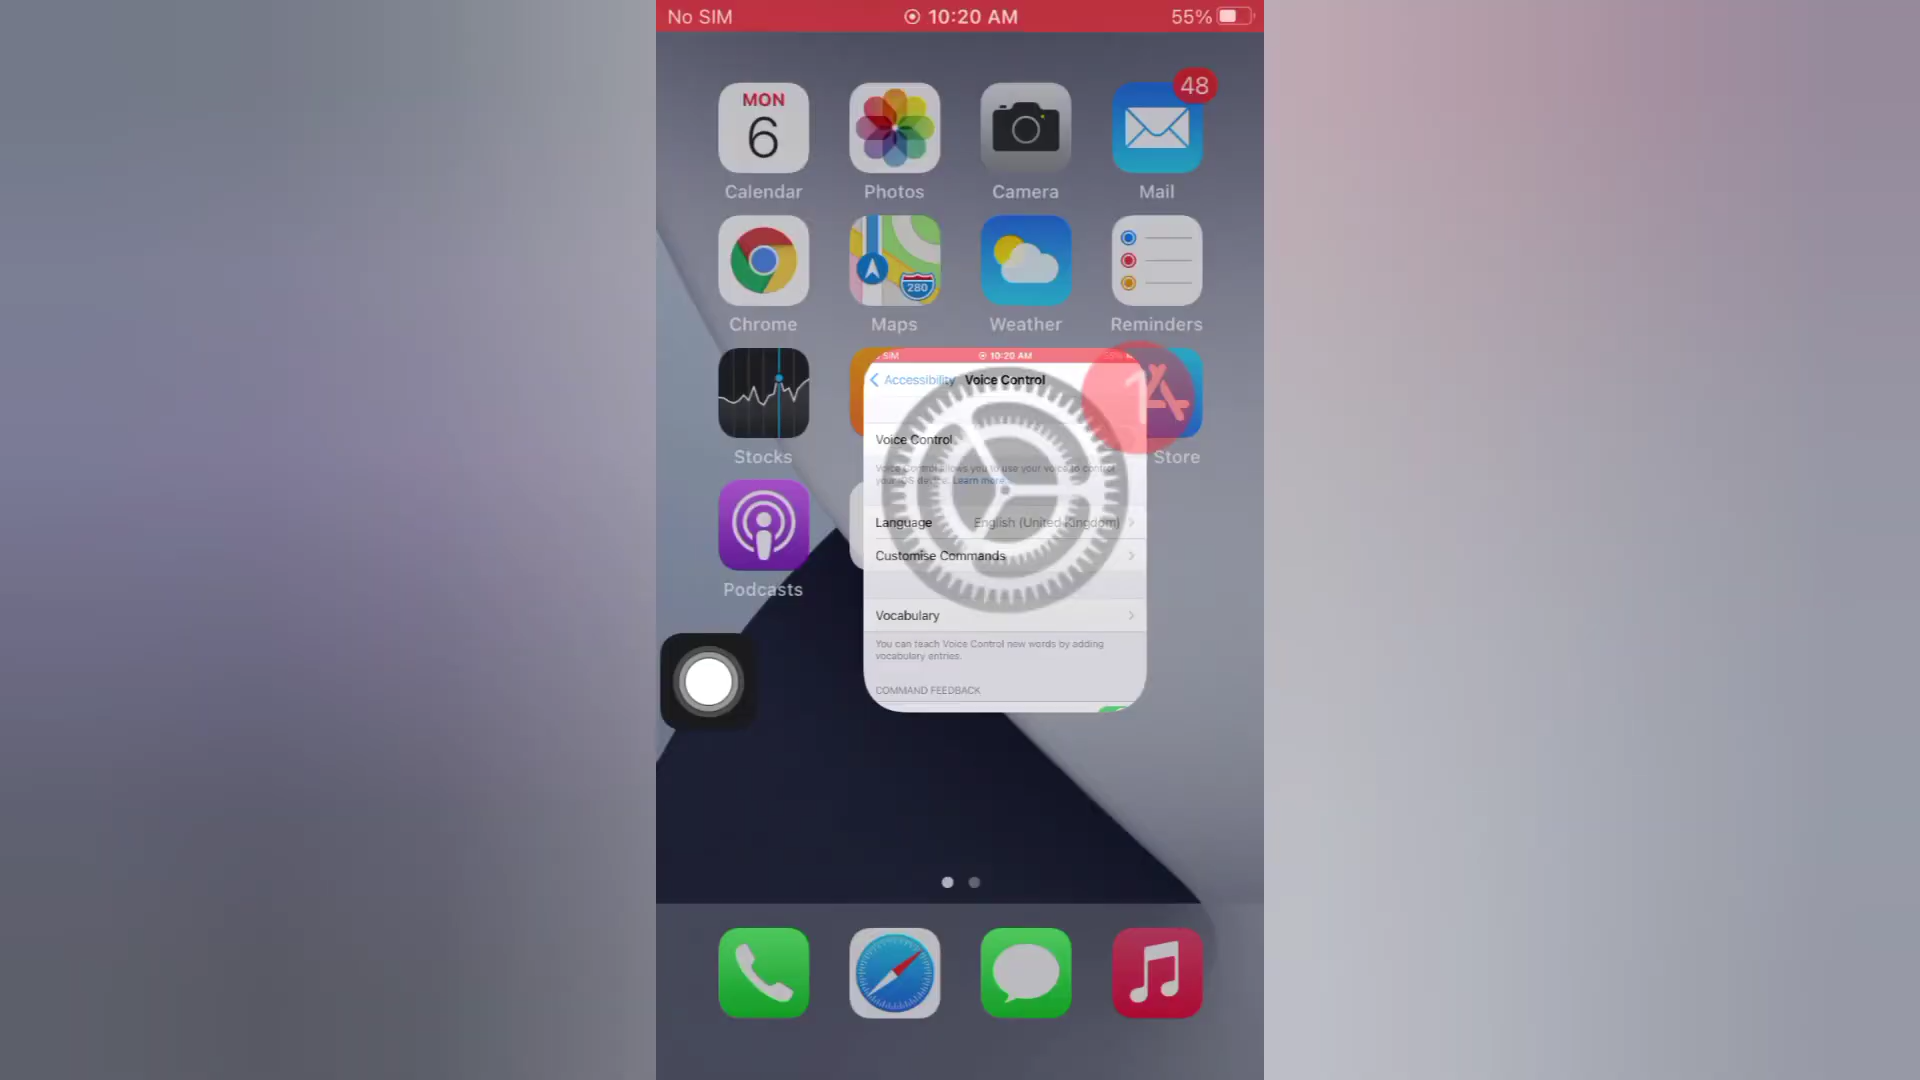 No SIM 10:20 AM 55%
48
MON
6
Calendar Photos Camera Mail
280
Chrome Maps Weather Reminders
SIM 10:20 AM
Accessibility Voice Control
1
Voice Control
Stocks Store
Voice Control allows you to use your voice to control
your iOS device. Learn more...
Language English (United Kingdom)
Customise Commands
Podcasts
Vocabulary
You can teach Voice Control new words by adding
vocabulary entries.
COMMAND FEEDBACK